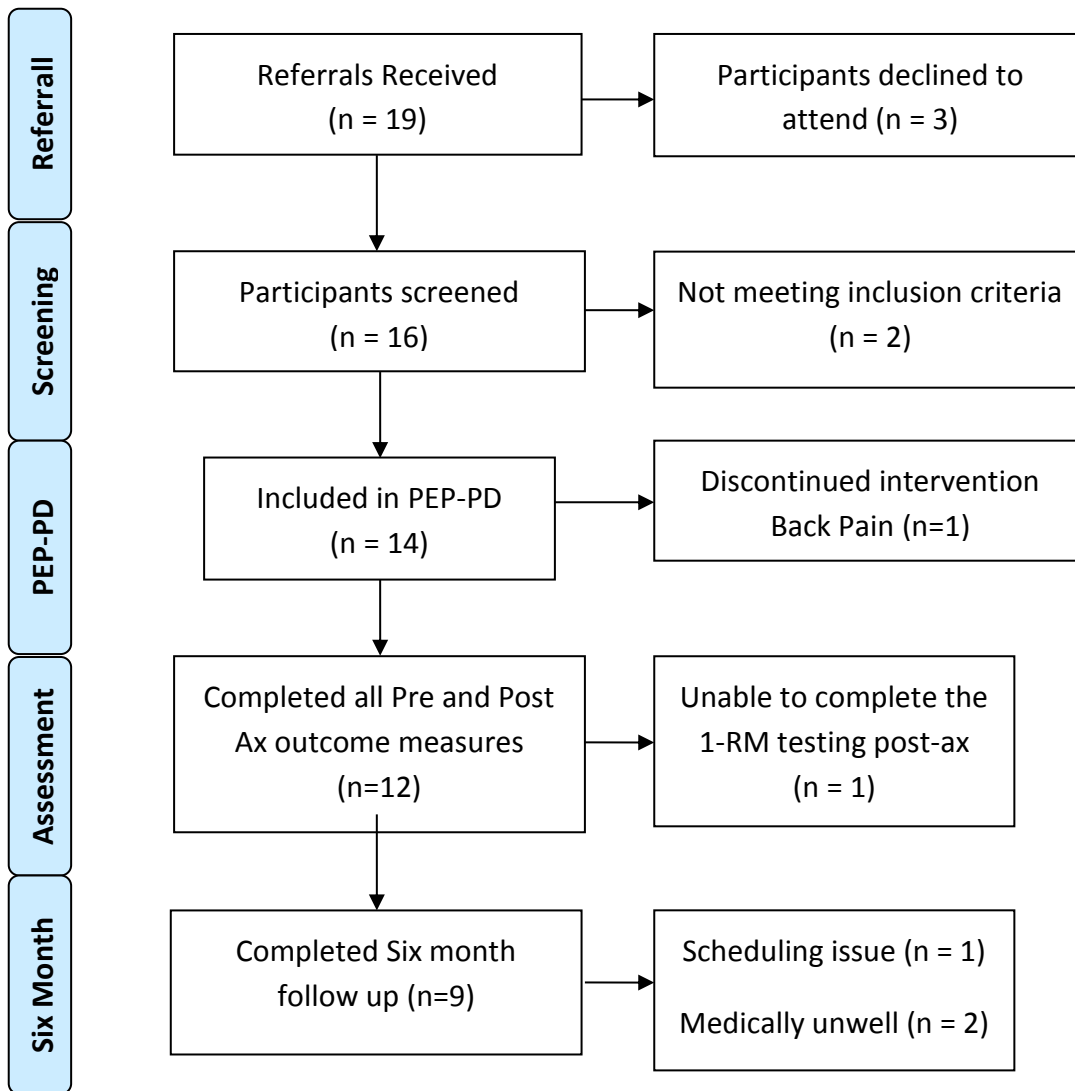 Referrall
Referrals Received
(n = 19)
Participants declined to
attend (n = 3)
Screening
Participants screened
(n = 16)
Not meeting inclusion criteria
(n = 2)
PEP-PD
Included in PEP-PD
(n = 14)
Discontinued intervention
Back Pain (n=1)
Assessment
Completed all Pre and Post
Ax outcome measures
(n=12)
Unable to complete the
1-RM testing post-ax
(n = 1)
Six Month
Completed Six month
follow up (n=9)
Scheduling issue (n = 1)
Medically unwell (n = 2)